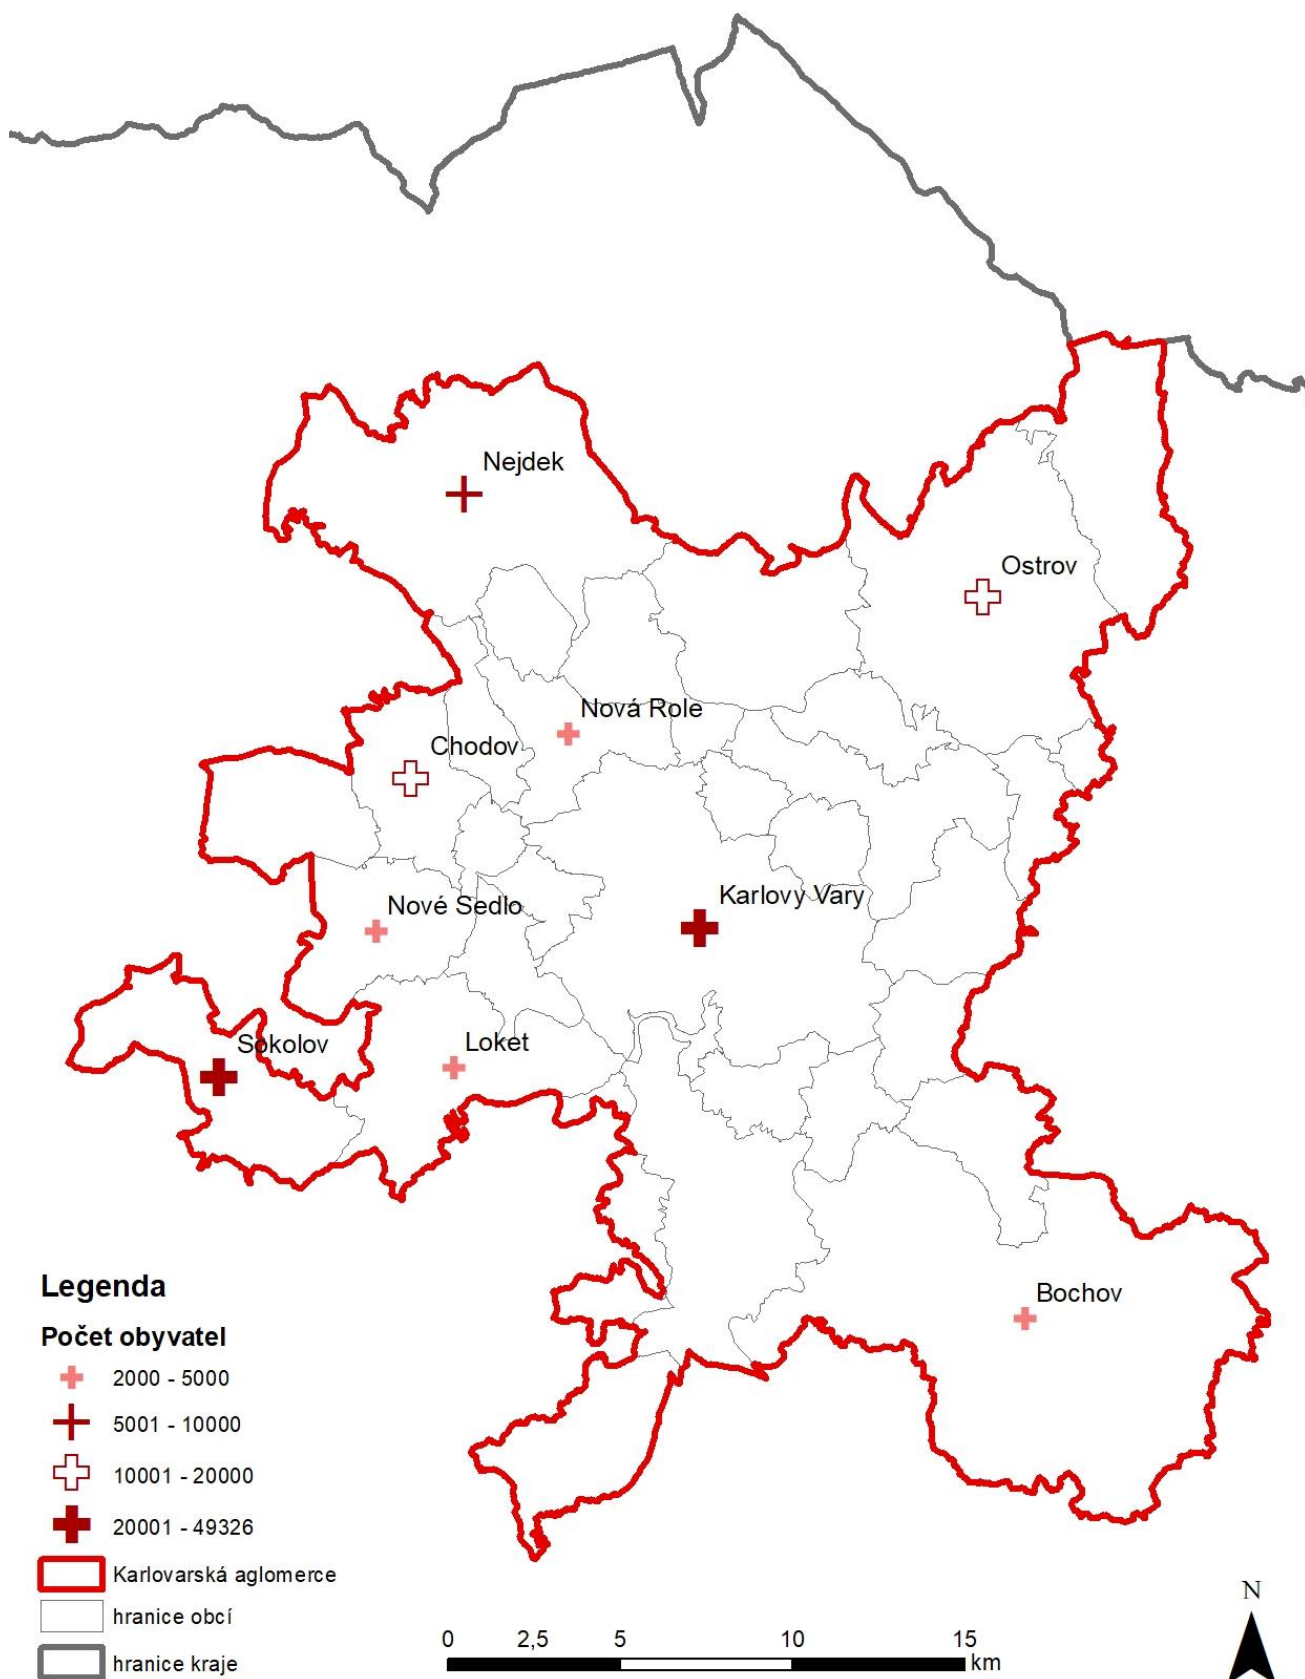 Nejdek
Ostrov
Nová Role
Chodov
Karlovy Vary
Nové Sedlo
Sokolov
Loket
Bochov
Legenda
Počet obyvatel
2000 - 5000
5001 - 10000
10001 - 20000
20001 - 49326
Karlovarská aglomerce
hranice obcí
hranice kraje
0 2,5 5 10 15
km
N